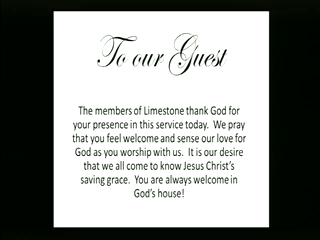 To our Guest
The members of Limestone thank God for
your presence in this service today.  We pray
that you feel welcome and sense our love for
God as you worship with us.  It is our desire
that we all come to know Jesus Christ's
saving grace.  You are always welcome in
God's house!